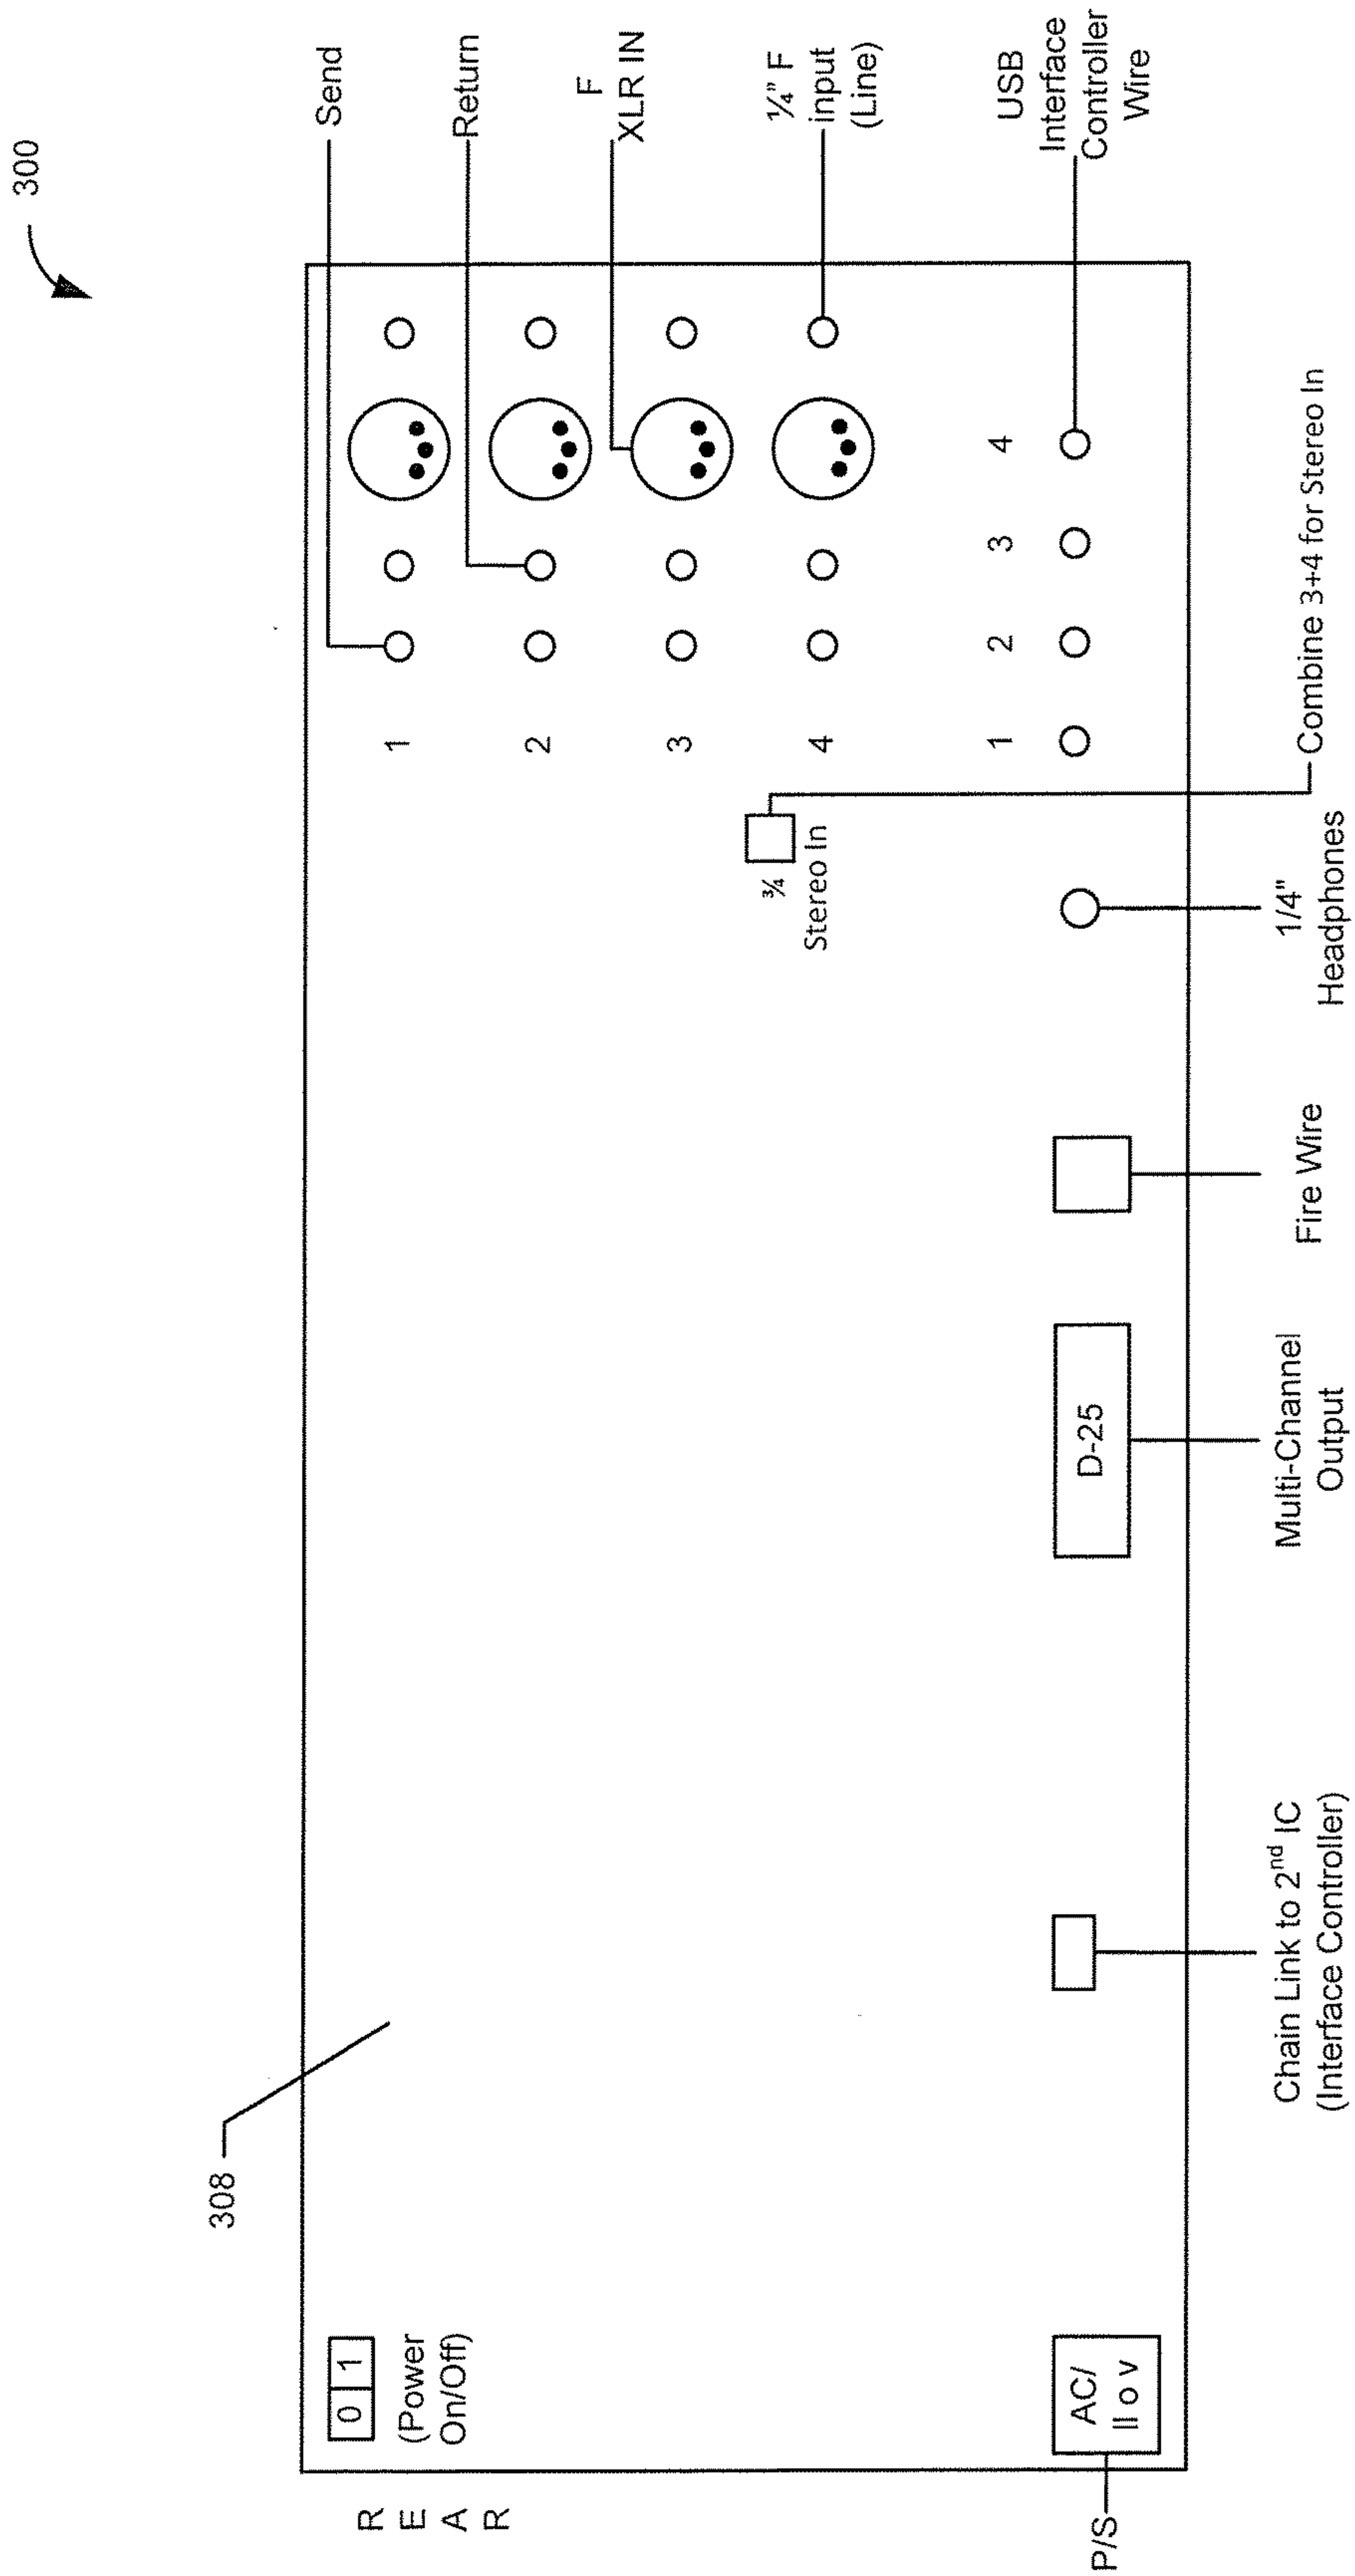 300
308
R
E
A
R
0 1
(Power
On/Off)
Send
Return
F
XLR IN
¼" F
input
(Line)
USB
Interface
Controller
Wire
1
2
3
4
¾
Stereo In
1 2 3 4
Combine 3+4 for Stereo In
AC/
ll o v
P/S
D-25
Chain Link to 2nd IC
(Interface Controller)
Multi-Channel
Output
Fire Wire
1/4"
Headphones